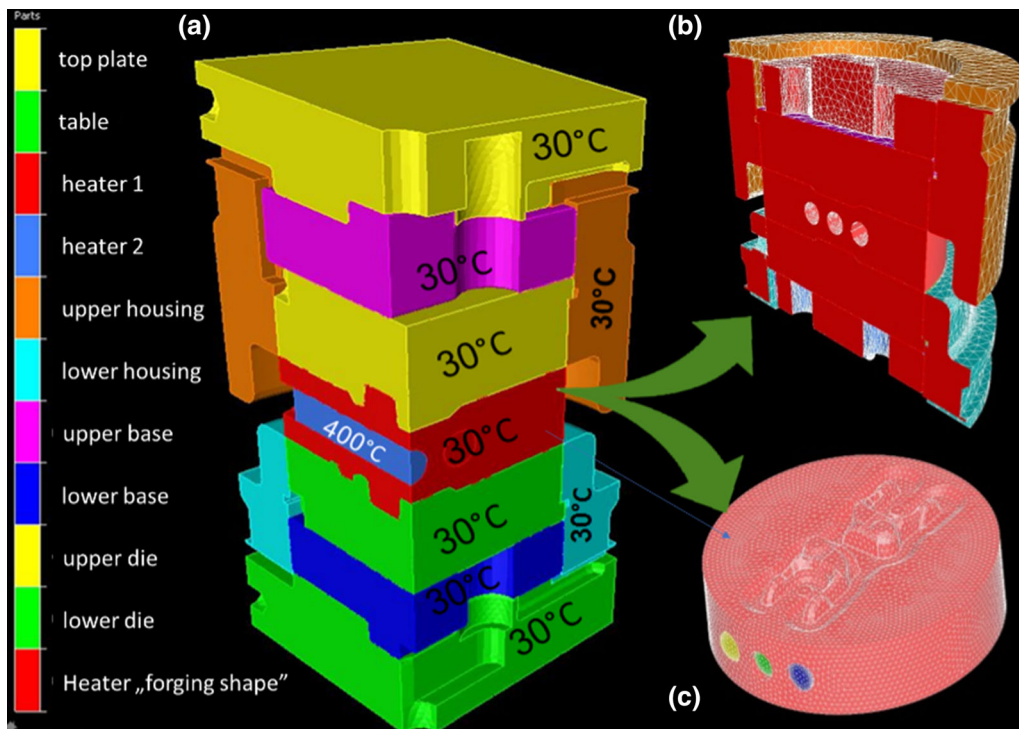 Parts
(a)
(b)
top plate
table
heater 1
heater 2
upper housing
lower housing
upper base
lower base
upper die
lower die
Heater „forging shape”
30°C
30°C
30°C
30°C
400°C
30°C
30°C
30°C
30°C
30°C
(c)